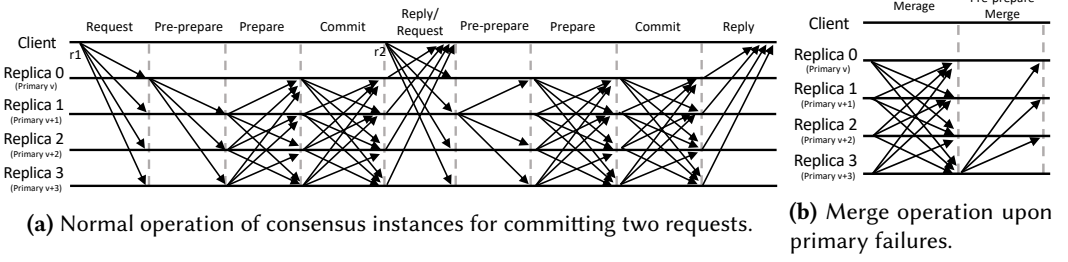 Request Pre-prepare Prepare Commit Reply/ Request Pre-prepare Prepare Commit Reply
Client
r1 r2
Replica 0
(Primary v)
Replica 1
(Primary v+1)
Replica 2
(Primary v+2)
Replica 3
(Primary v+3)
(a) Normal operation of consensus instances for committing two requests.
Merage Pre-prepare Merge
Client
Replica 0
(Primary v)
Replica 1
(Primary v+1)
Replica 2
(Primary v+2)
Replica 3
(Primary v+3)
(b) Merge operation upon
primary failures.